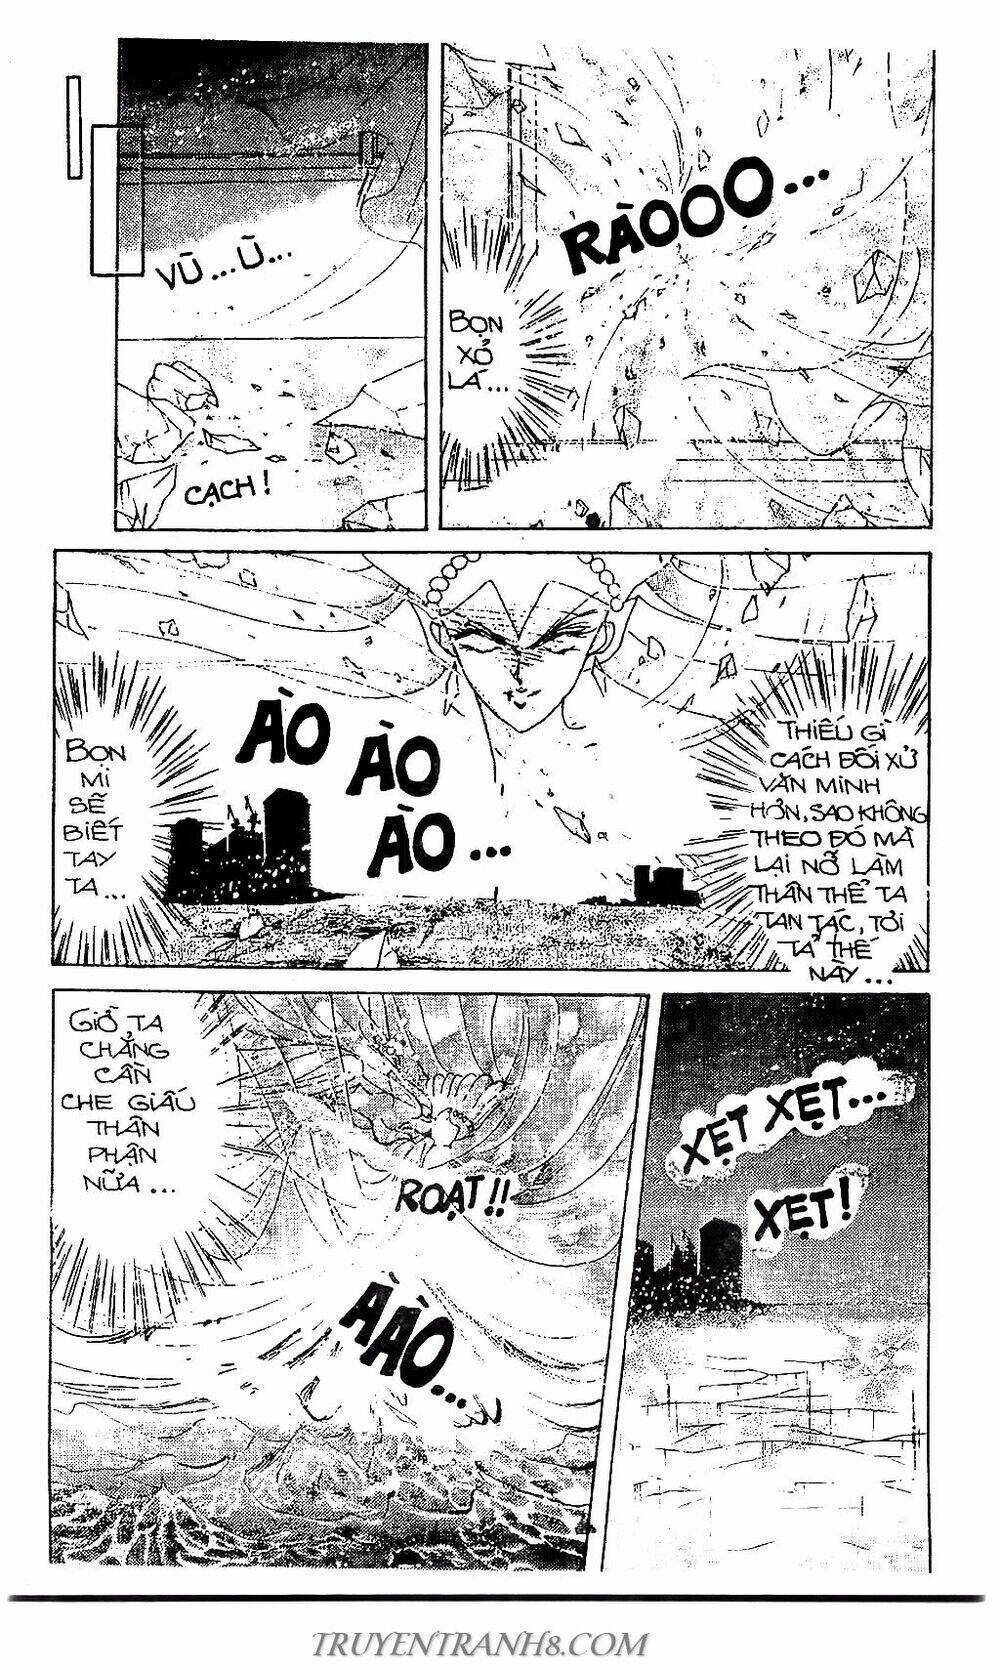 VŨ...Ũ...
CẠCH!
RÀOOO...
BỌN
XỎ
LÁ...
BỌN
MI
SẼ
BIẾT
TAY
TA...
ÀO
ÀO
ÀO...
THIẾU GÌ
CÁCH ĐỐI XỬ
VĂN MINH
HƠN, SAO KHÔNG
THEO ĐÓ MÀ
LẠI NỠ LÀM
THÂN THỂ TA
TAN TÁC, TƠI
TẢ THẾ
NÀY...
GIỜ TA
CHẲNG
CẦN
CHE GIẤU
THÂN
PHẬN
NỮA...
ROẠT!!
ÀÀO...
XẸT XẸT...
XẸT!
TRUYENTRANH8.COM